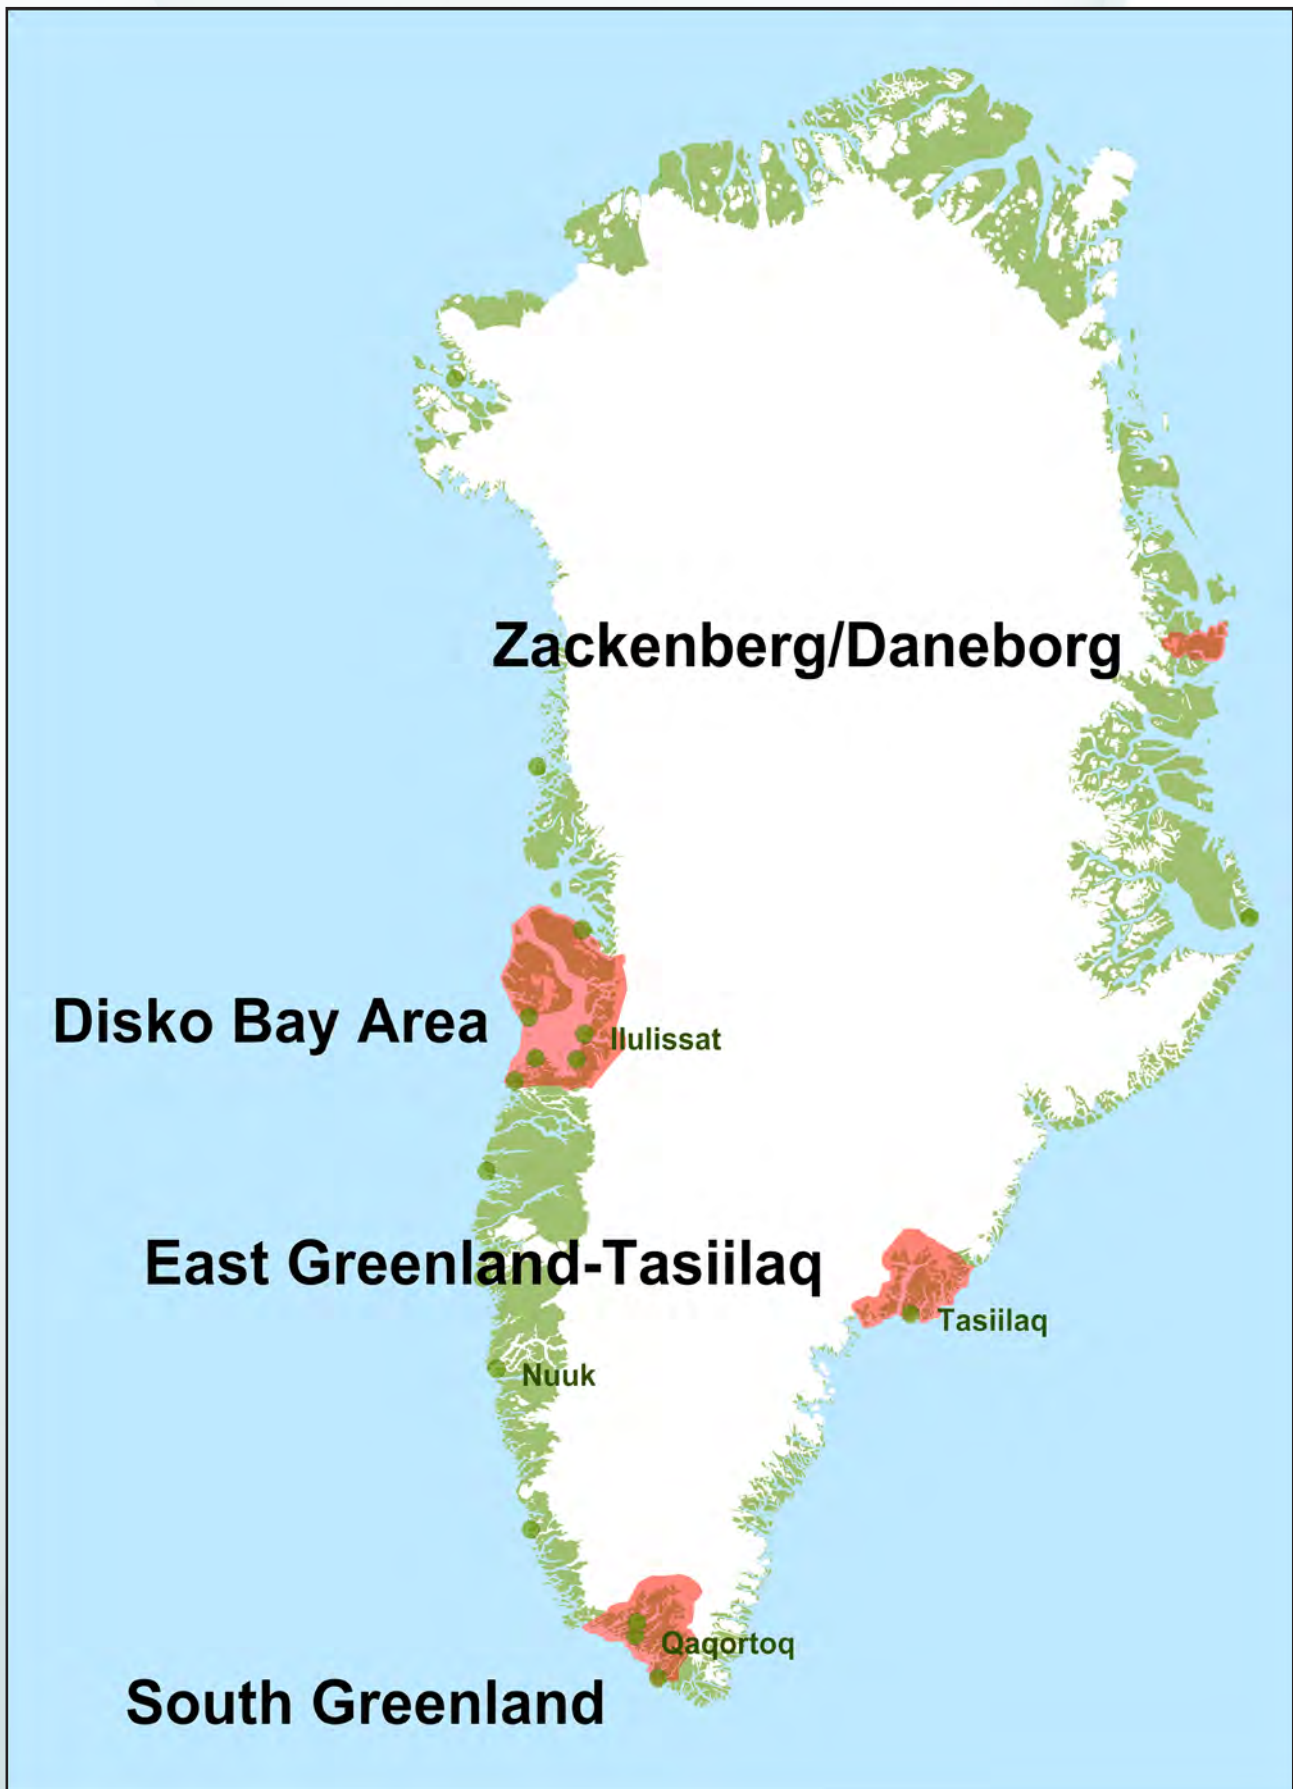 Zackenberg/Daneborg
Disko Bay Area
Ilulissat
East Greenland-Tasiilaq
Tasiilaq
Nuuk
Qaqortoq
South Greenland